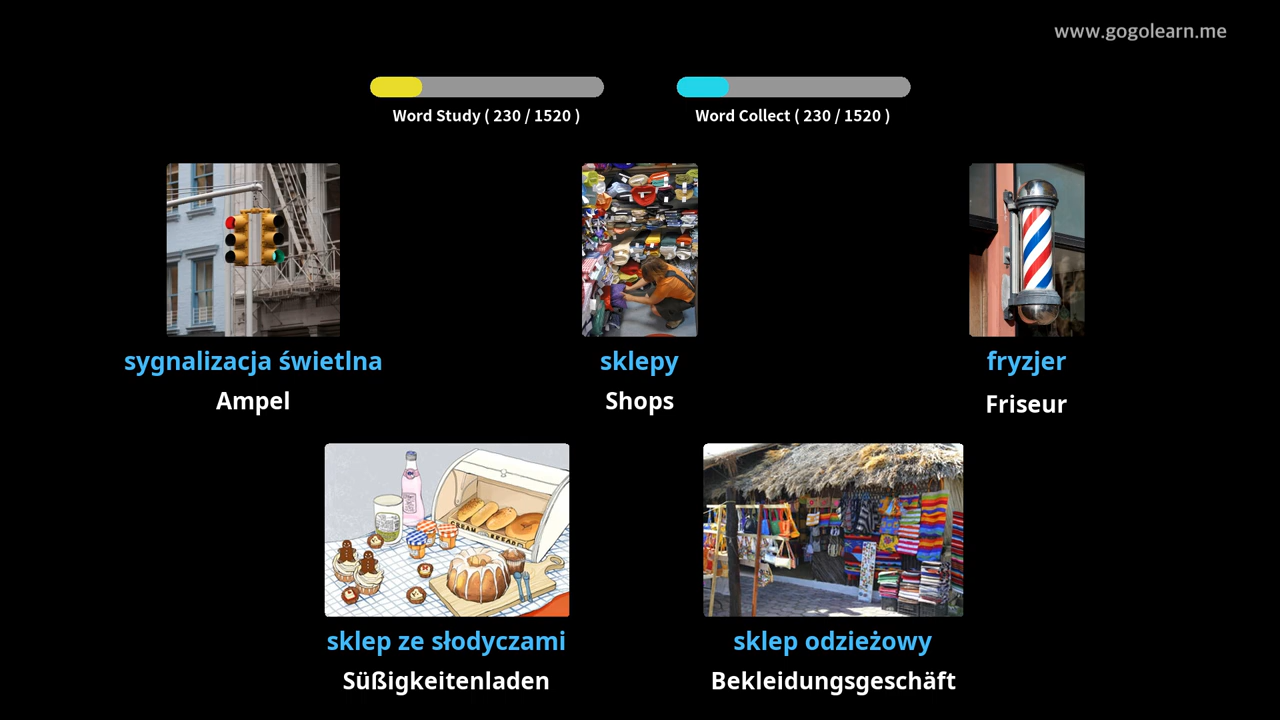 www.gogolearn.me
Word Study ( 230 / 1520 )
Word Collect ( 230 / 1520 )
sygnalizacja świetlna
Ampel
sklepy
Shops
fryzjer
Friseur
sklep ze słodyczami
Süßigkeitenladen
sklep odzieżowy
Bekleidungsgeschäft